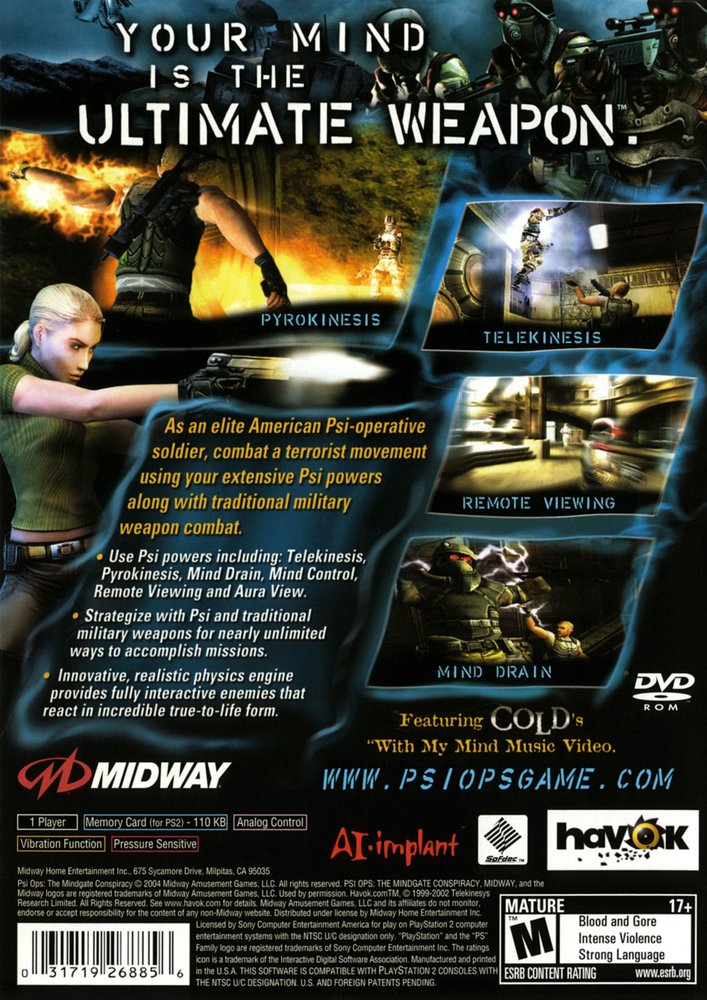 YOUR MIND
IS THE
ULTIMATE WEAPON.™
PYROKINESIS
TELEKINESIS
REMOTE VIEWING
MIND DRAIN
As an elite American Psi-operative
soldier, combat a terrorist movement
using your extensive Psi powers
along with traditional military
weapon combat.
• Use Psi powers including: Telekinesis,
Pyrokinesis, Mind Drain, Mind Control,
Remote Viewing and Aura View.
• Strategize with Psi and traditional
military weapons for nearly unlimited
ways to accomplish missions.
• Innovative, realistic physics engine
provides fully interactive enemies that
react in incredible true-to-life form.
DVD
ROM
Featuring COLD's
"With My Mind Music Video.
MIDWAY
WWW.PSIOPSGAME.COM
1 Player
Memory Card (for PS2) - 110 KB
Analog Control
Vibration Function
Pressure Sensitive
AI•implant
SofdecTM
havok
Midway Home Entertainment Inc., 675 Sycamore Drive, Milpitas, CA 95035
Psi Ops: The Mindgate Conspiracy © 2004 Midway Amusement Games, LLC. All rights reserved. PSI OPS: THE MINDGATE CONSPIRACY, MIDWAY, and the
Midway logos are registered trademarks of Midway Amusement Games, LLC. Used by permission. Havok.comTM, © 1999-2002 Telekinesys
Research Limited. All Rights Reserved. See www.havok.com for details. Midway Amusement Games, LLC and its affiliates do not monitor,
endorse or accept responsibility for the content of any non-Midway website. Distributed under license by Midway Home Entertainment Inc.
Licensed by Sony Computer Entertainment America for play on PlayStation 2 computer
entertainment systems with the NTSC U/C designation only. "PlayStation" and the "PS"
Family logo are registered trademarks of Sony Computer Entertainment Inc. The ratings
icon is a trademark of the Interactive Digital Software Association. Manufactured and printed
in the U.S.A. THIS SOFTWARE IS COMPATIBLE WITH PLAYSTATION 2 CONSOLES WITH
THE NTSC U/C DESIGNATION. U.S. AND FOREIGN PATENTS PENDING.
0 31719 26885 6
MATURE 17+
M
TM
Blood and Gore
Intense Violence
Strong Language
ESRB CONTENT RATING www.esrb.org